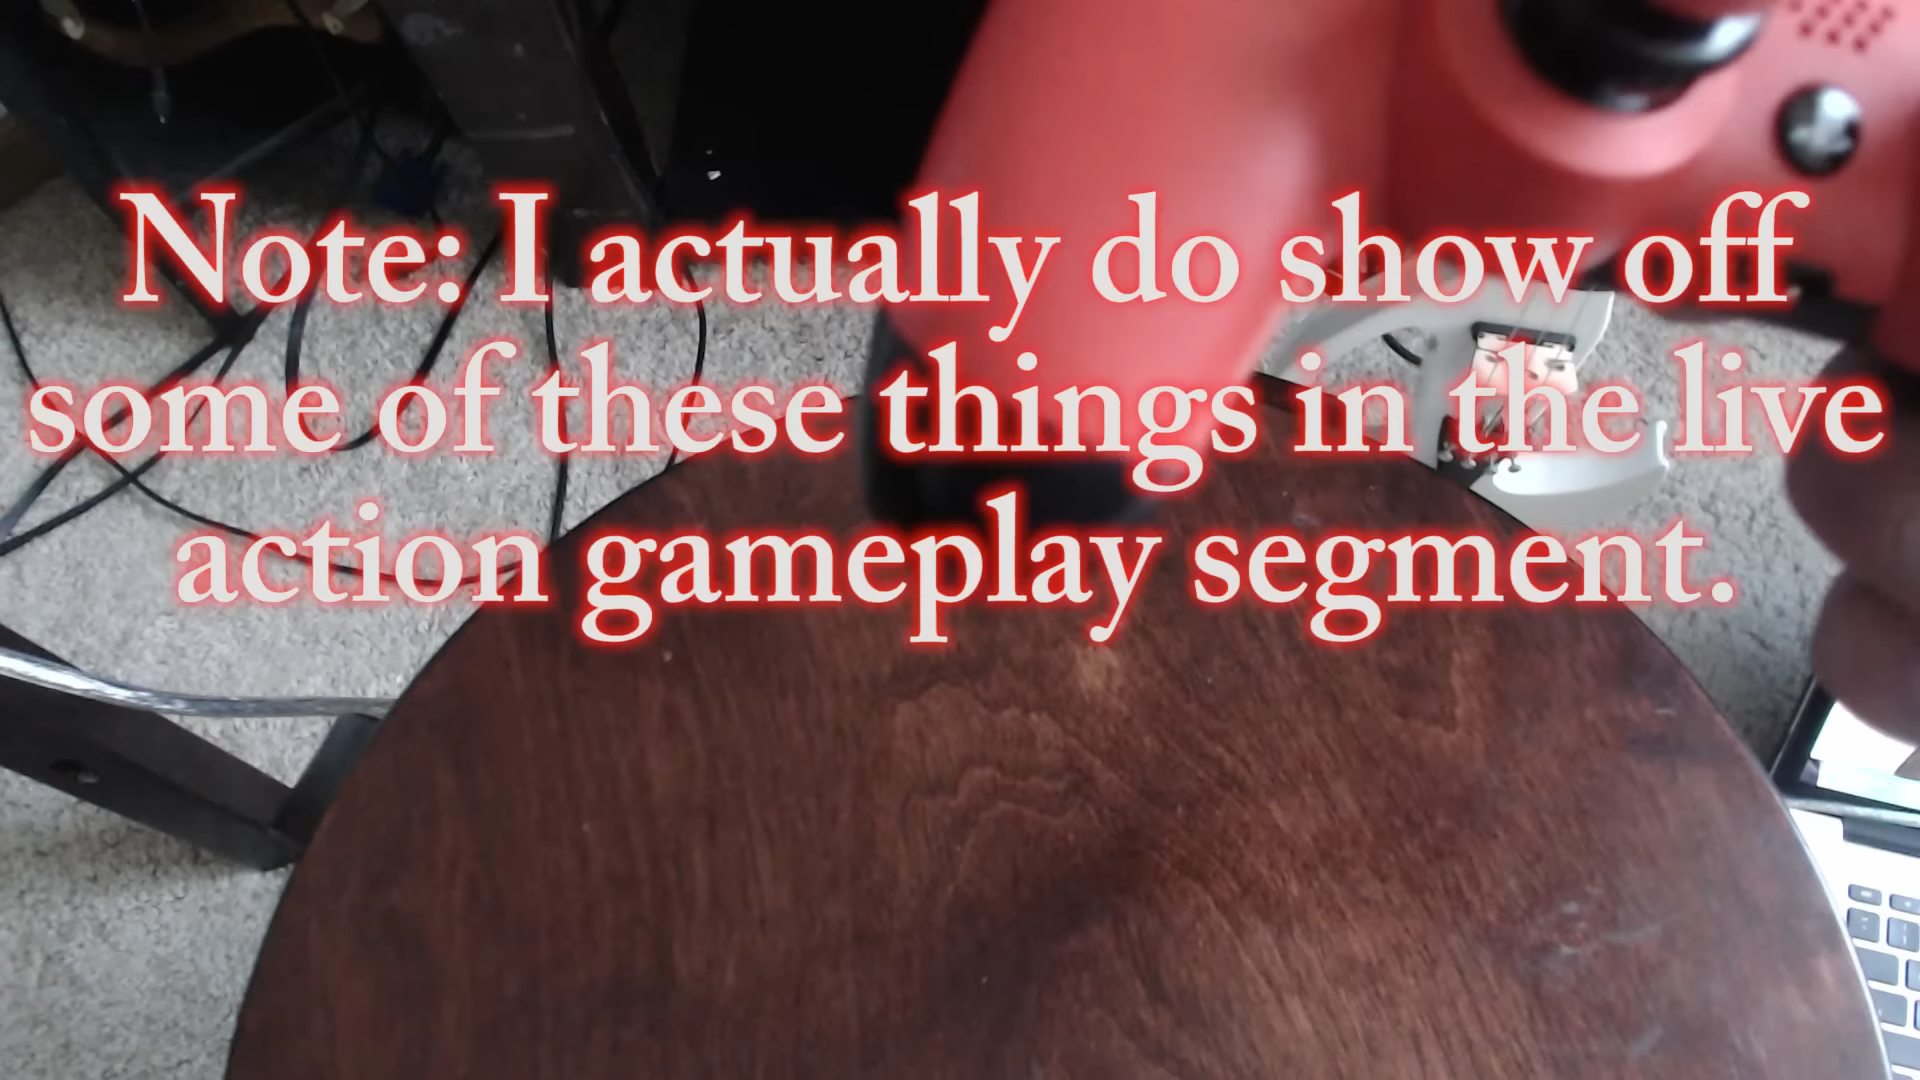 Note: I actually do show off
some of these things in the live
action gameplay segment.